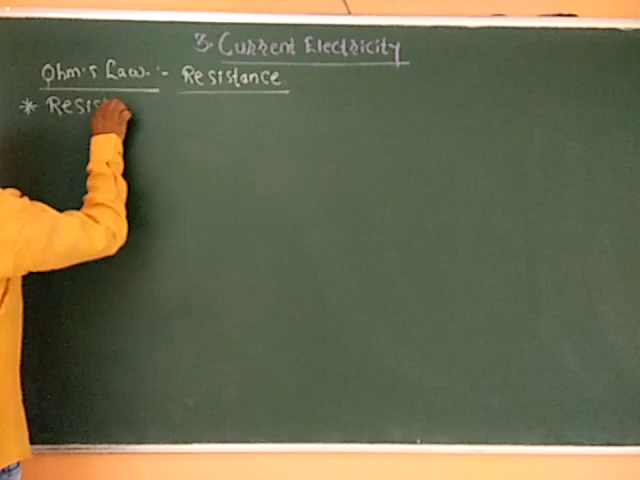 3. Current Electricity
Ohm's Law :- Resistance
* Resis